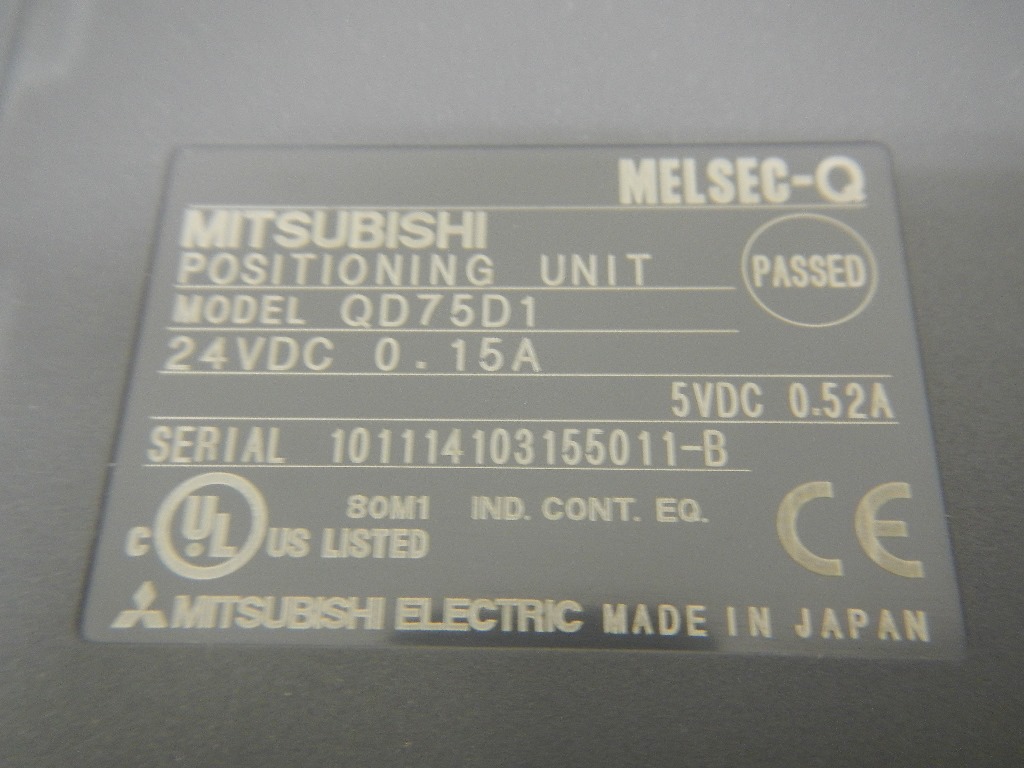 MELSEC-Q
MITSUBISHI
POSITIONING UNIT
PASSED
MODEL QD75D1
24VDC 0.15A
5VDC 0.52A
SERIAL 101114103155011-B
C UL US LISTED
80M1 IND. CONT. EQ.
CE
MITSUBISHI ELECTRIC MADE IN JAPAN